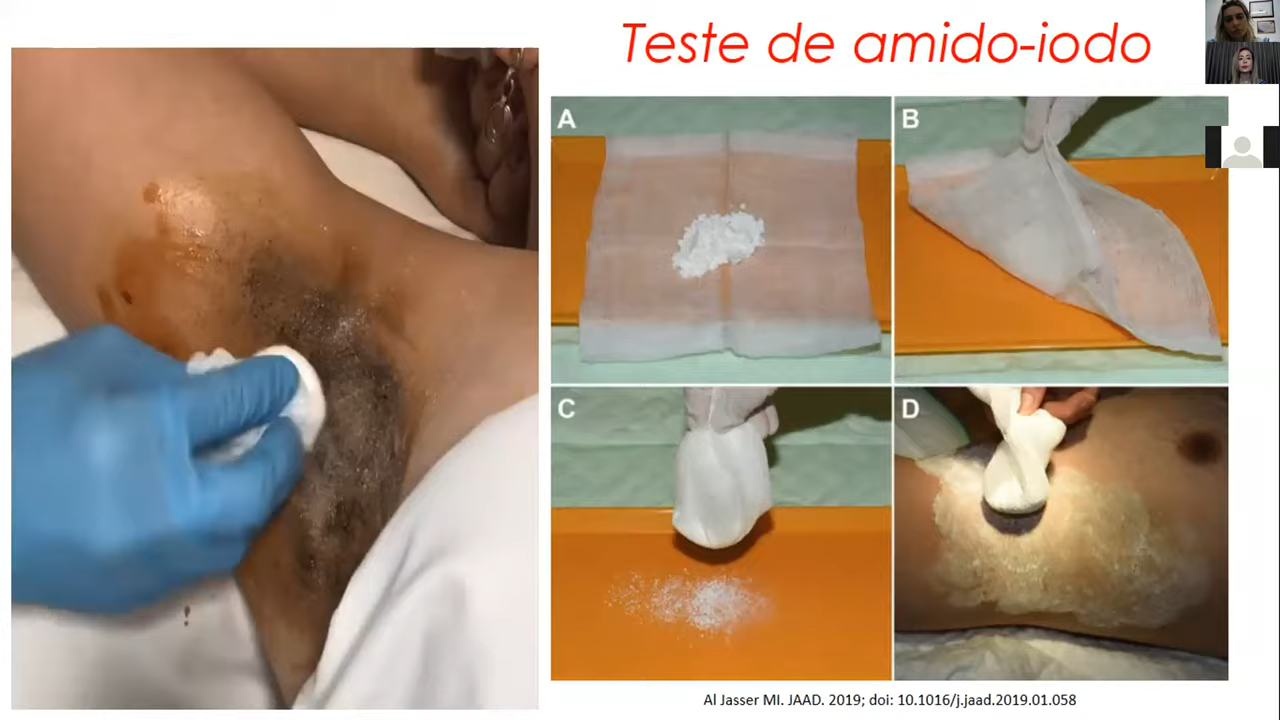 Teste de amido-iodo
A
B
C
D
Al Jasser MI. JAAD. 2019; doi: 10.1016/j.jaad.2019.01.058